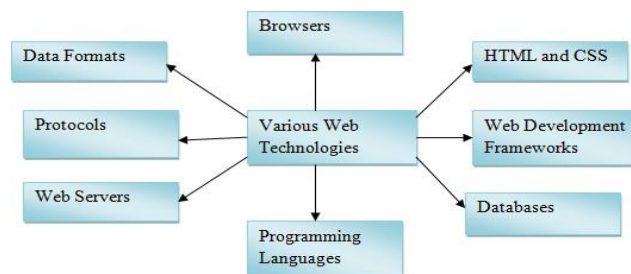 Browsers
Data Formats
HTML and CSS
Protocols
Various Web
Technologies
Web Development
Frameworks
Web Servers
Databases
Programming
Languages